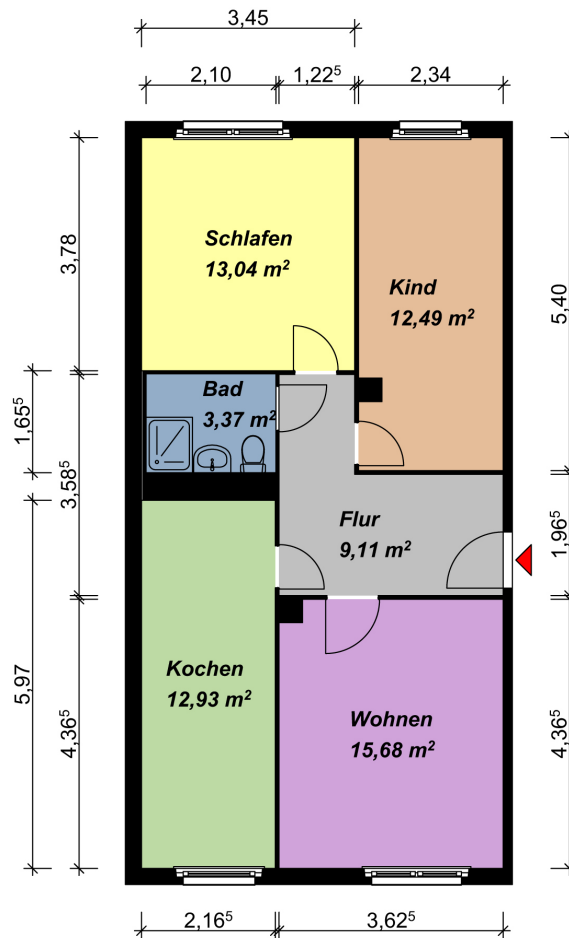 3,45
2,10
1,22⁵
2,34
Schlafen
13,04 m²
Kind
12,49 m²
3,78
5,40
Bad
3,37 m²
1,65⁵
3,58⁵
Flur
9,11 m²
1,96⁵
Kochen
12,93 m²
Wohnen
15,68 m²
5,97
4,36⁵
4,36⁵
2,16⁵
3,62⁵